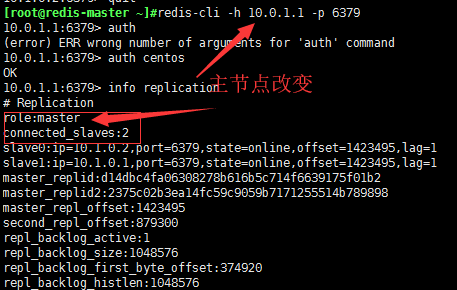 [root@redis-master ~]#redis-cli -h 10.0.1.1 -p 6379
10.0.1.1:6379> auth
(error) ERR wrong number of arguments for 'auth' command
10.0.1.1:6379> auth centos
OK
10.0.1.1:6379> info replication
主节点改变
# Replication
role:master
connected_slaves:2
slave0:ip=10.1.0.2,port=6379,state=online,offset=1423495,lag=1
slave1:ip=10.1.0.1,port=6379,state=online,offset=1423495,lag=1
master_replid:d14dbc4fa06308278b616b5c714f6639175f01b2
master_replid2:2375c02b3ea14fc59c9059b7171255514b789898
master_repl_offset:1423495
second_repl_offset:879300
repl_backlog_active:1
repl_backlog_size:1048576
repl_backlog_first_byte_offset:374920
repl_backlog_histlen:1048576